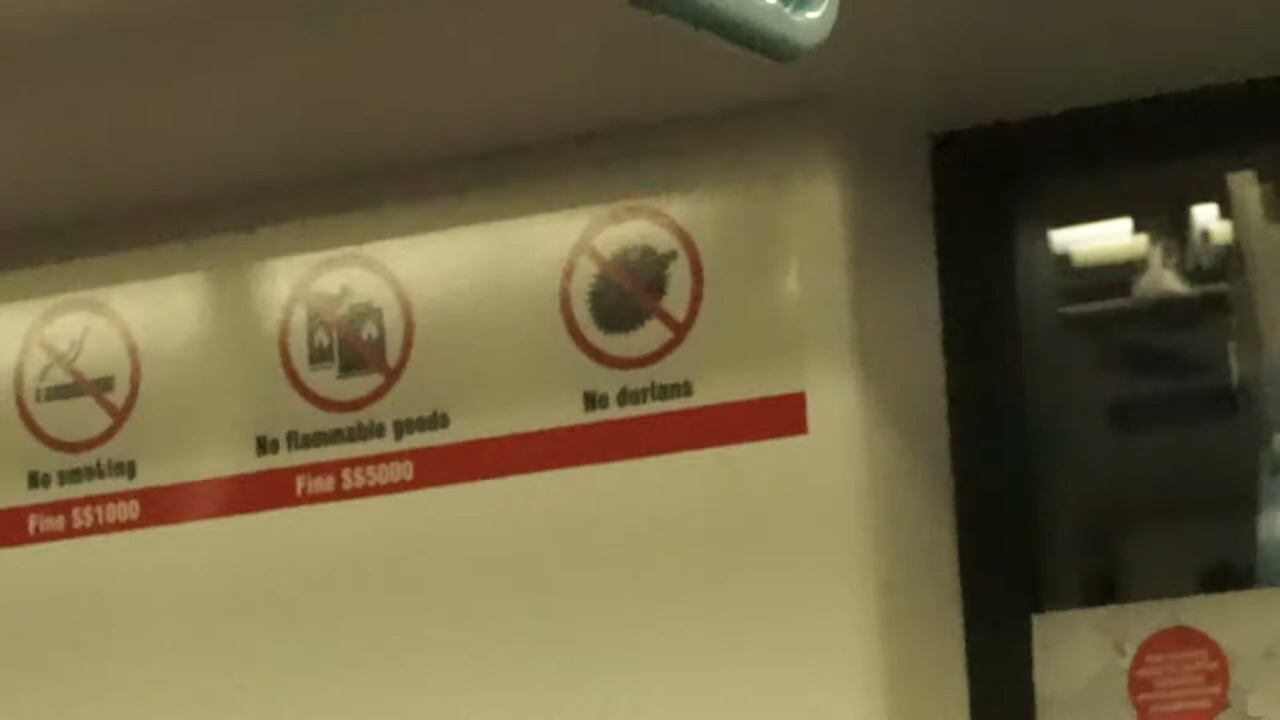 No smoking
Fine S$1000
No flammable goods
Fine S$5000
No durians